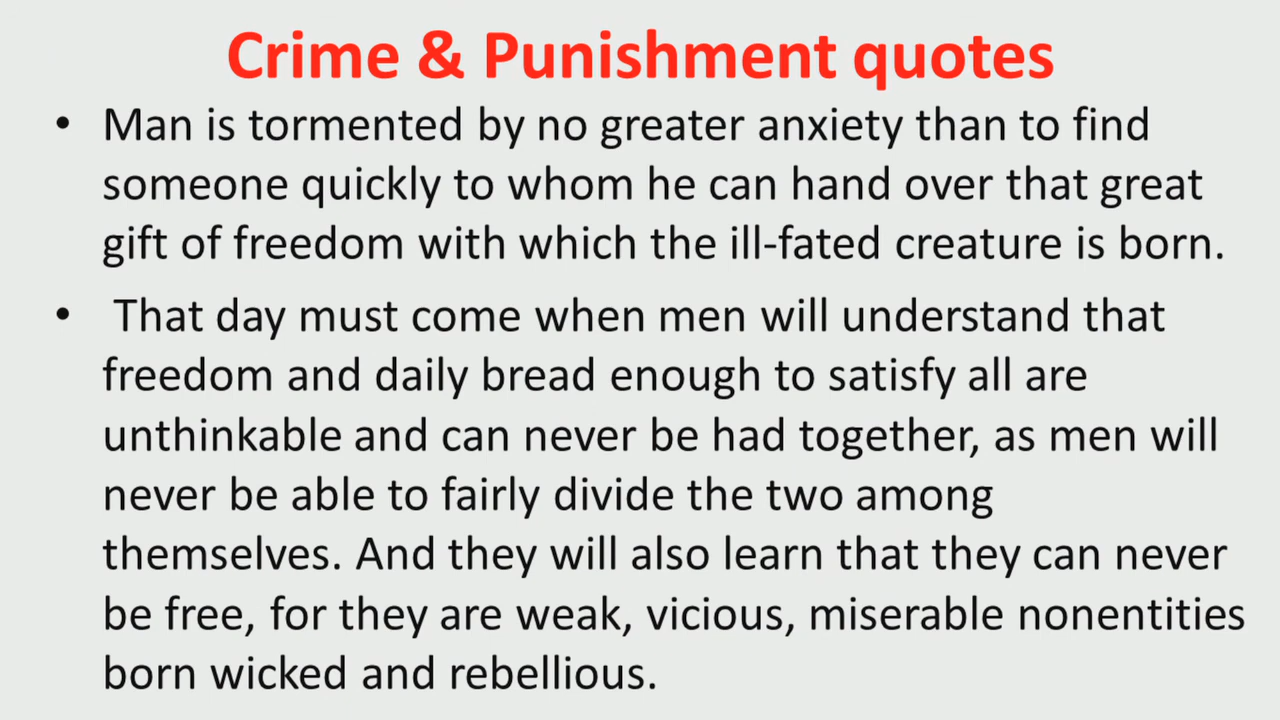 Crime & Punishment quotes
• Man is tormented by no greater anxiety than to find
someone quickly to whom he can hand over that great
gift of freedom with which the ill-fated creature is born.
• That day must come when men will understand that
freedom and daily bread enough to satisfy all are
unthinkable and can never be had together, as men will
never be able to fairly divide the two among
themselves. And they will also learn that they can never
be free, for they are weak, vicious, miserable nonentities
born wicked and rebellious.